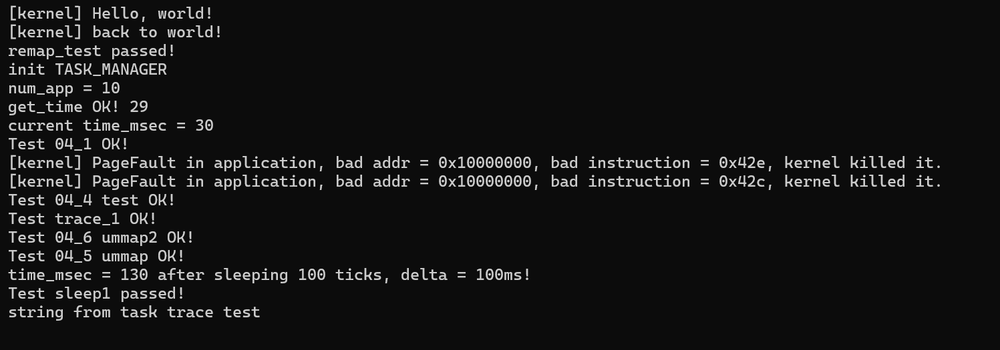 [kernel] Hello, world!
[kernel] back to world!
remap_test passed!
init TASK_MANAGER
num_app = 10
get_time OK! 29
current time_msec = 30
Test 04_1 OK!
[kernel] PageFault in application, bad addr = 0x10000000, bad instruction = 0x42e, kernel killed it.
[kernel] PageFault in application, bad addr = 0x10000000, bad instruction = 0x42c, kernel killed it.
Test 04_4 test OK!
Test trace_1 OK!
Test 04_6 ummap2 OK!
Test 04_5 ummap OK!
time_msec = 130 after sleeping 100 ticks, delta = 100ms!
Test sleep1 passed!
string from task trace test